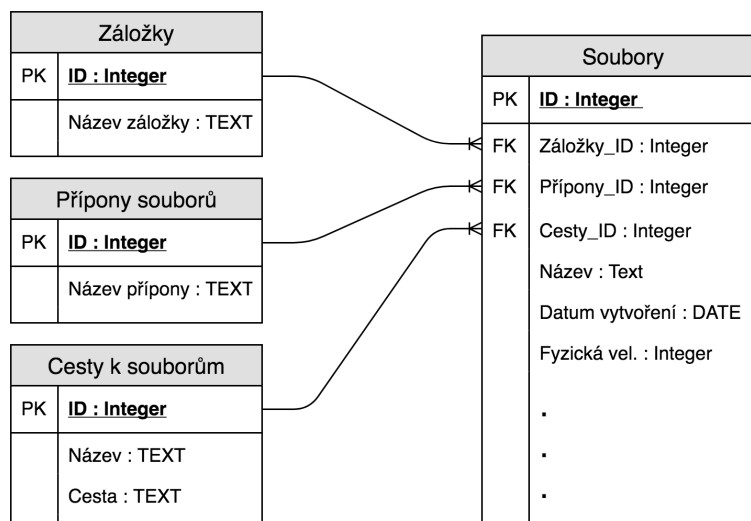 Záložky
PK ID : Integer
Název záložky : TEXT
Přípony souborů
PK ID : Integer
Název přípony : TEXT
Cesty k souborům
PK ID : Integer
Název : TEXT
Cesta : TEXT
Soubory
PK ID : Integer
FK Záložky_ID : Integer
FK Přípony_ID : Integer
FK Cesty_ID : Integer
Název : Text
Datum vytvoření : DATE
Fyzická vel. : Integer
.
.
.